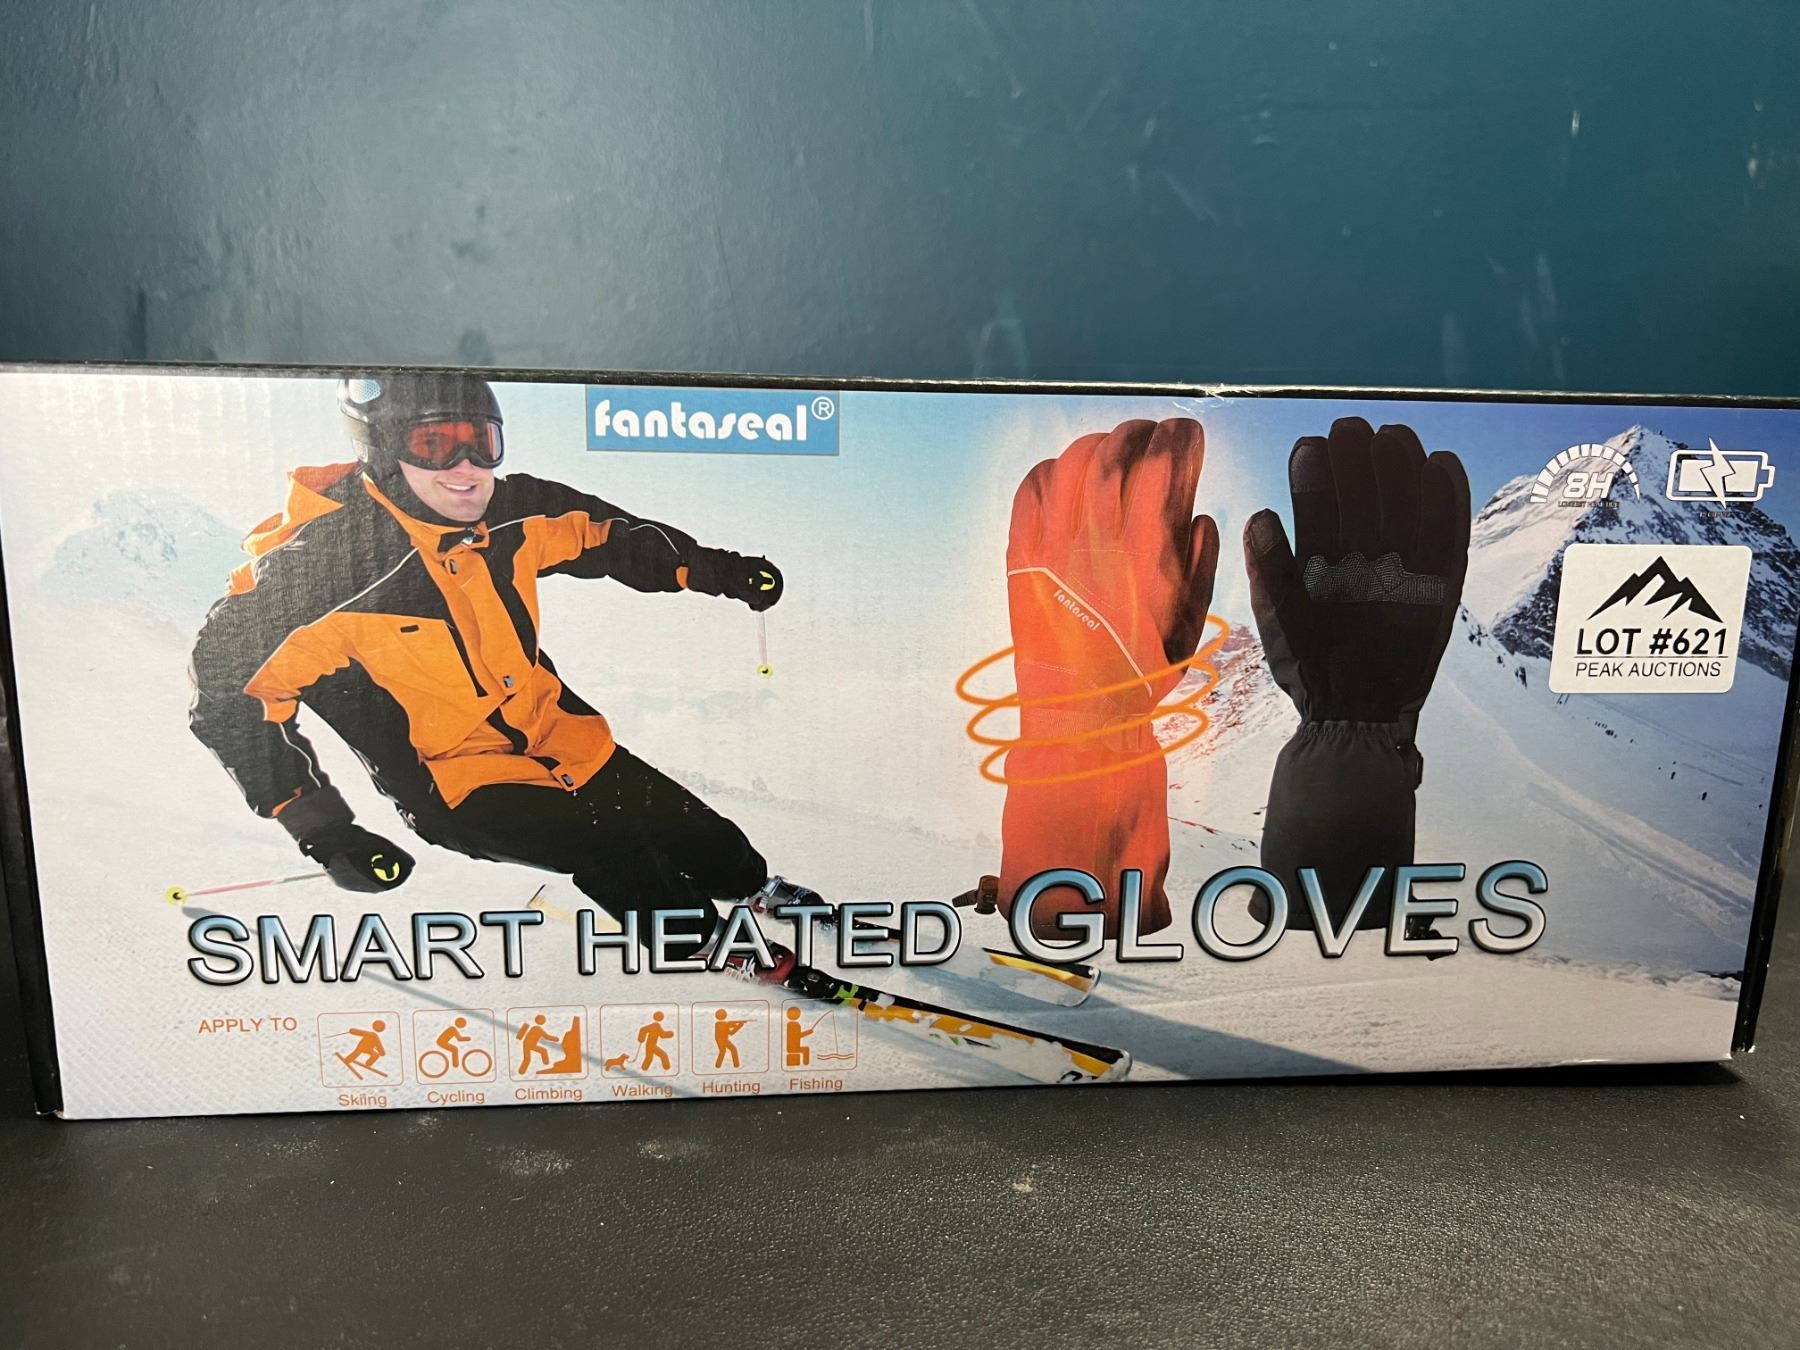 fantaseal®
8H
fantaseal
LOT #621
PEAK AUCTIONS
SMART HEATED GLOVES
APPLY TO
Skiing Cycling Climbing Walking Hunting Fishing